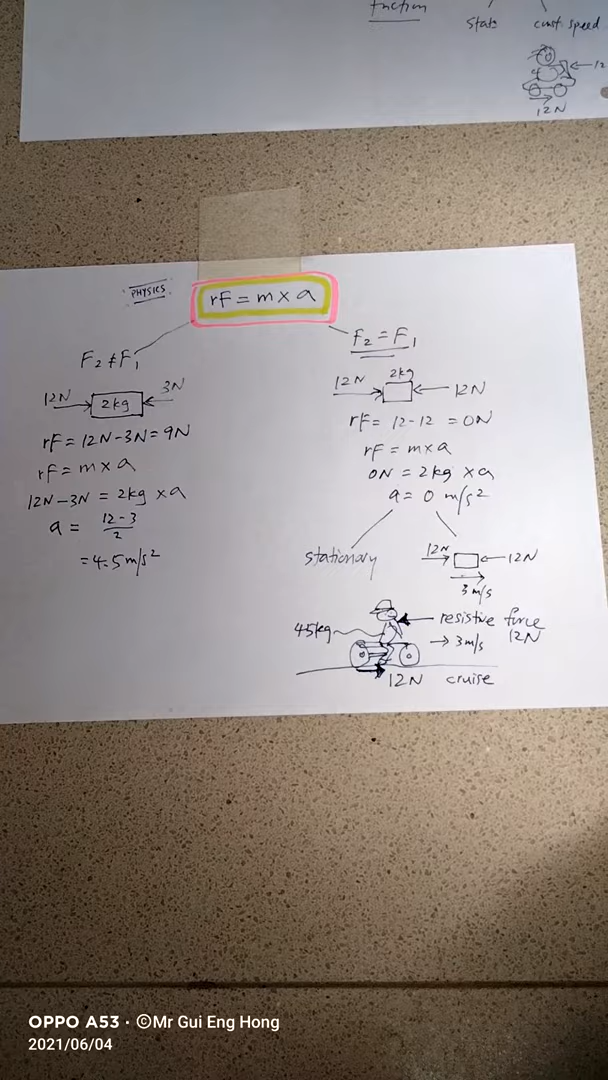 friction
static
const. speed
12
12N
PHYSICS
rF = m x a
F₂ ≠ F₁
12N
3N
2kg
rF = 12N-3N = 9N
rF = m x a
12N-3N = 2kg x a
a = 12-3
2
= 4.5 m/s²
F₂ = F₁
2kg
12N
12N
rF = 12-12 = 0N
rF = m x a
0N = 2kg x a
a = 0 m/s²
stationary
12N
12N
3 m/s
45kg
resistive force
12N
→ 3 m/s
12N cruise
OPPO A53 · ©Mr Gui Eng Hong
2021/06/04